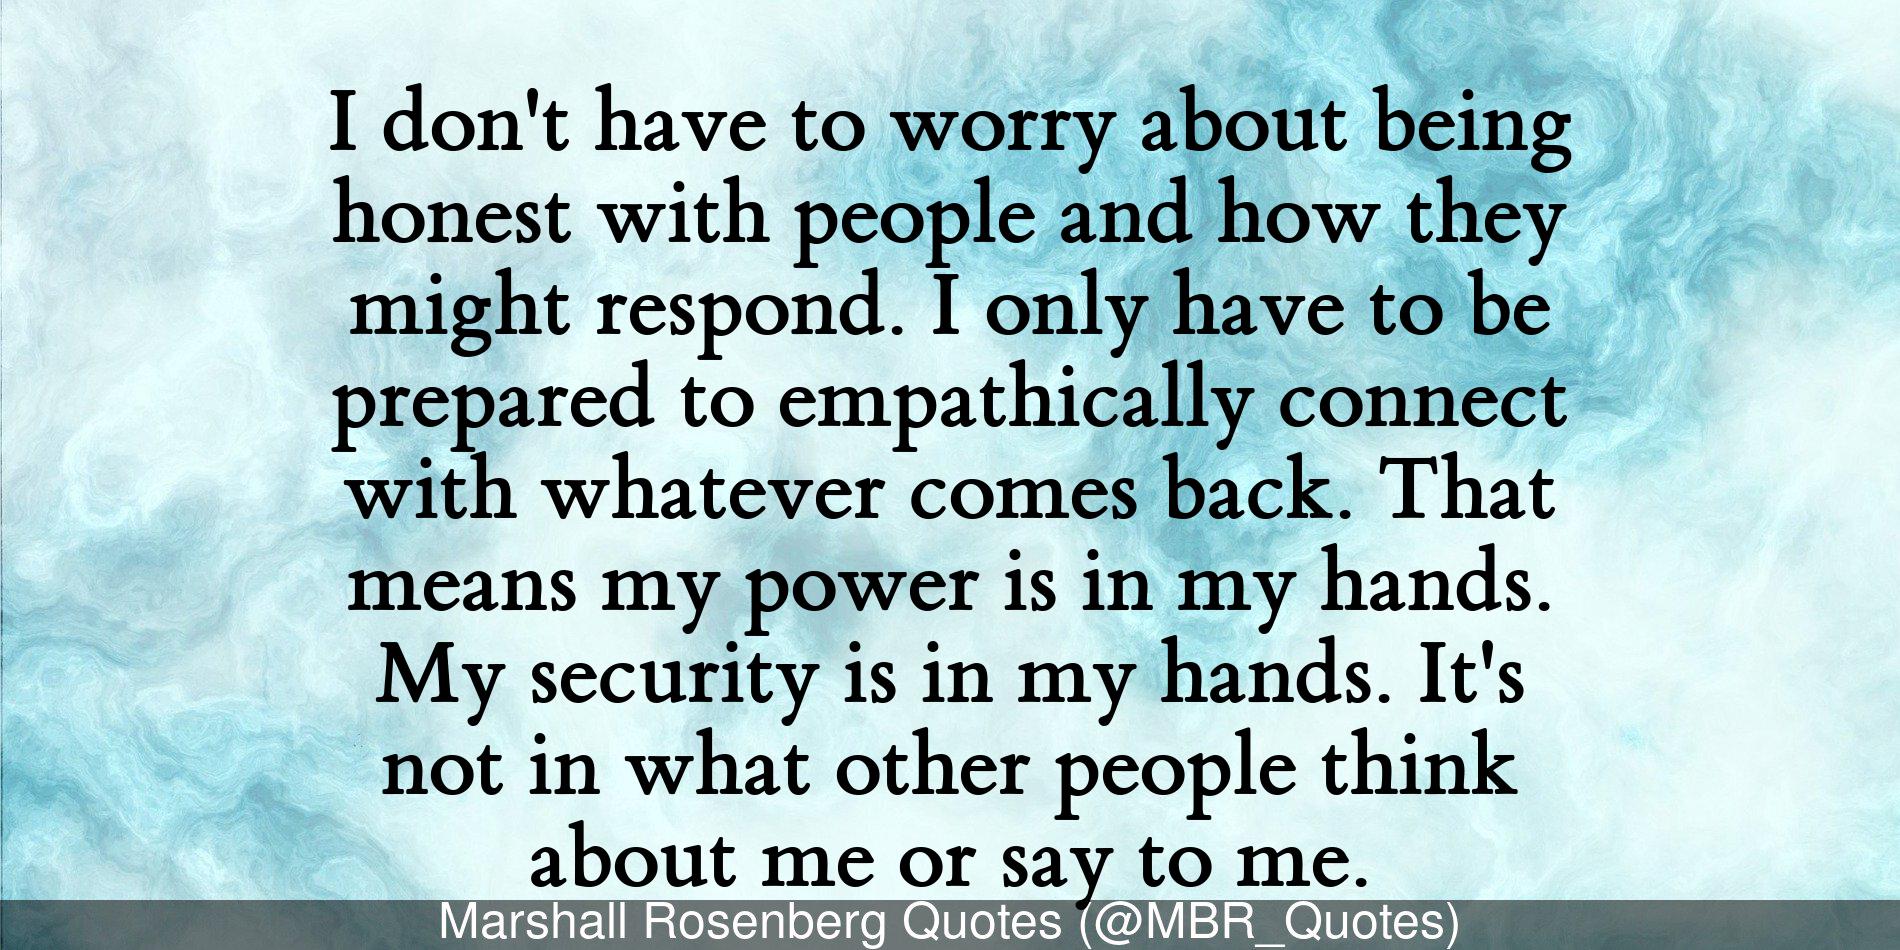 I don't have to worry about being
honest with people and how they
might respond. I only have to be
prepared to empathically connect
with whatever comes back. That
means my power is in my hands.
My security is in my hands. It's
not in what other people think
about me or say to me.
Marshall Rosenberg Quotes (@MBR_Quotes)